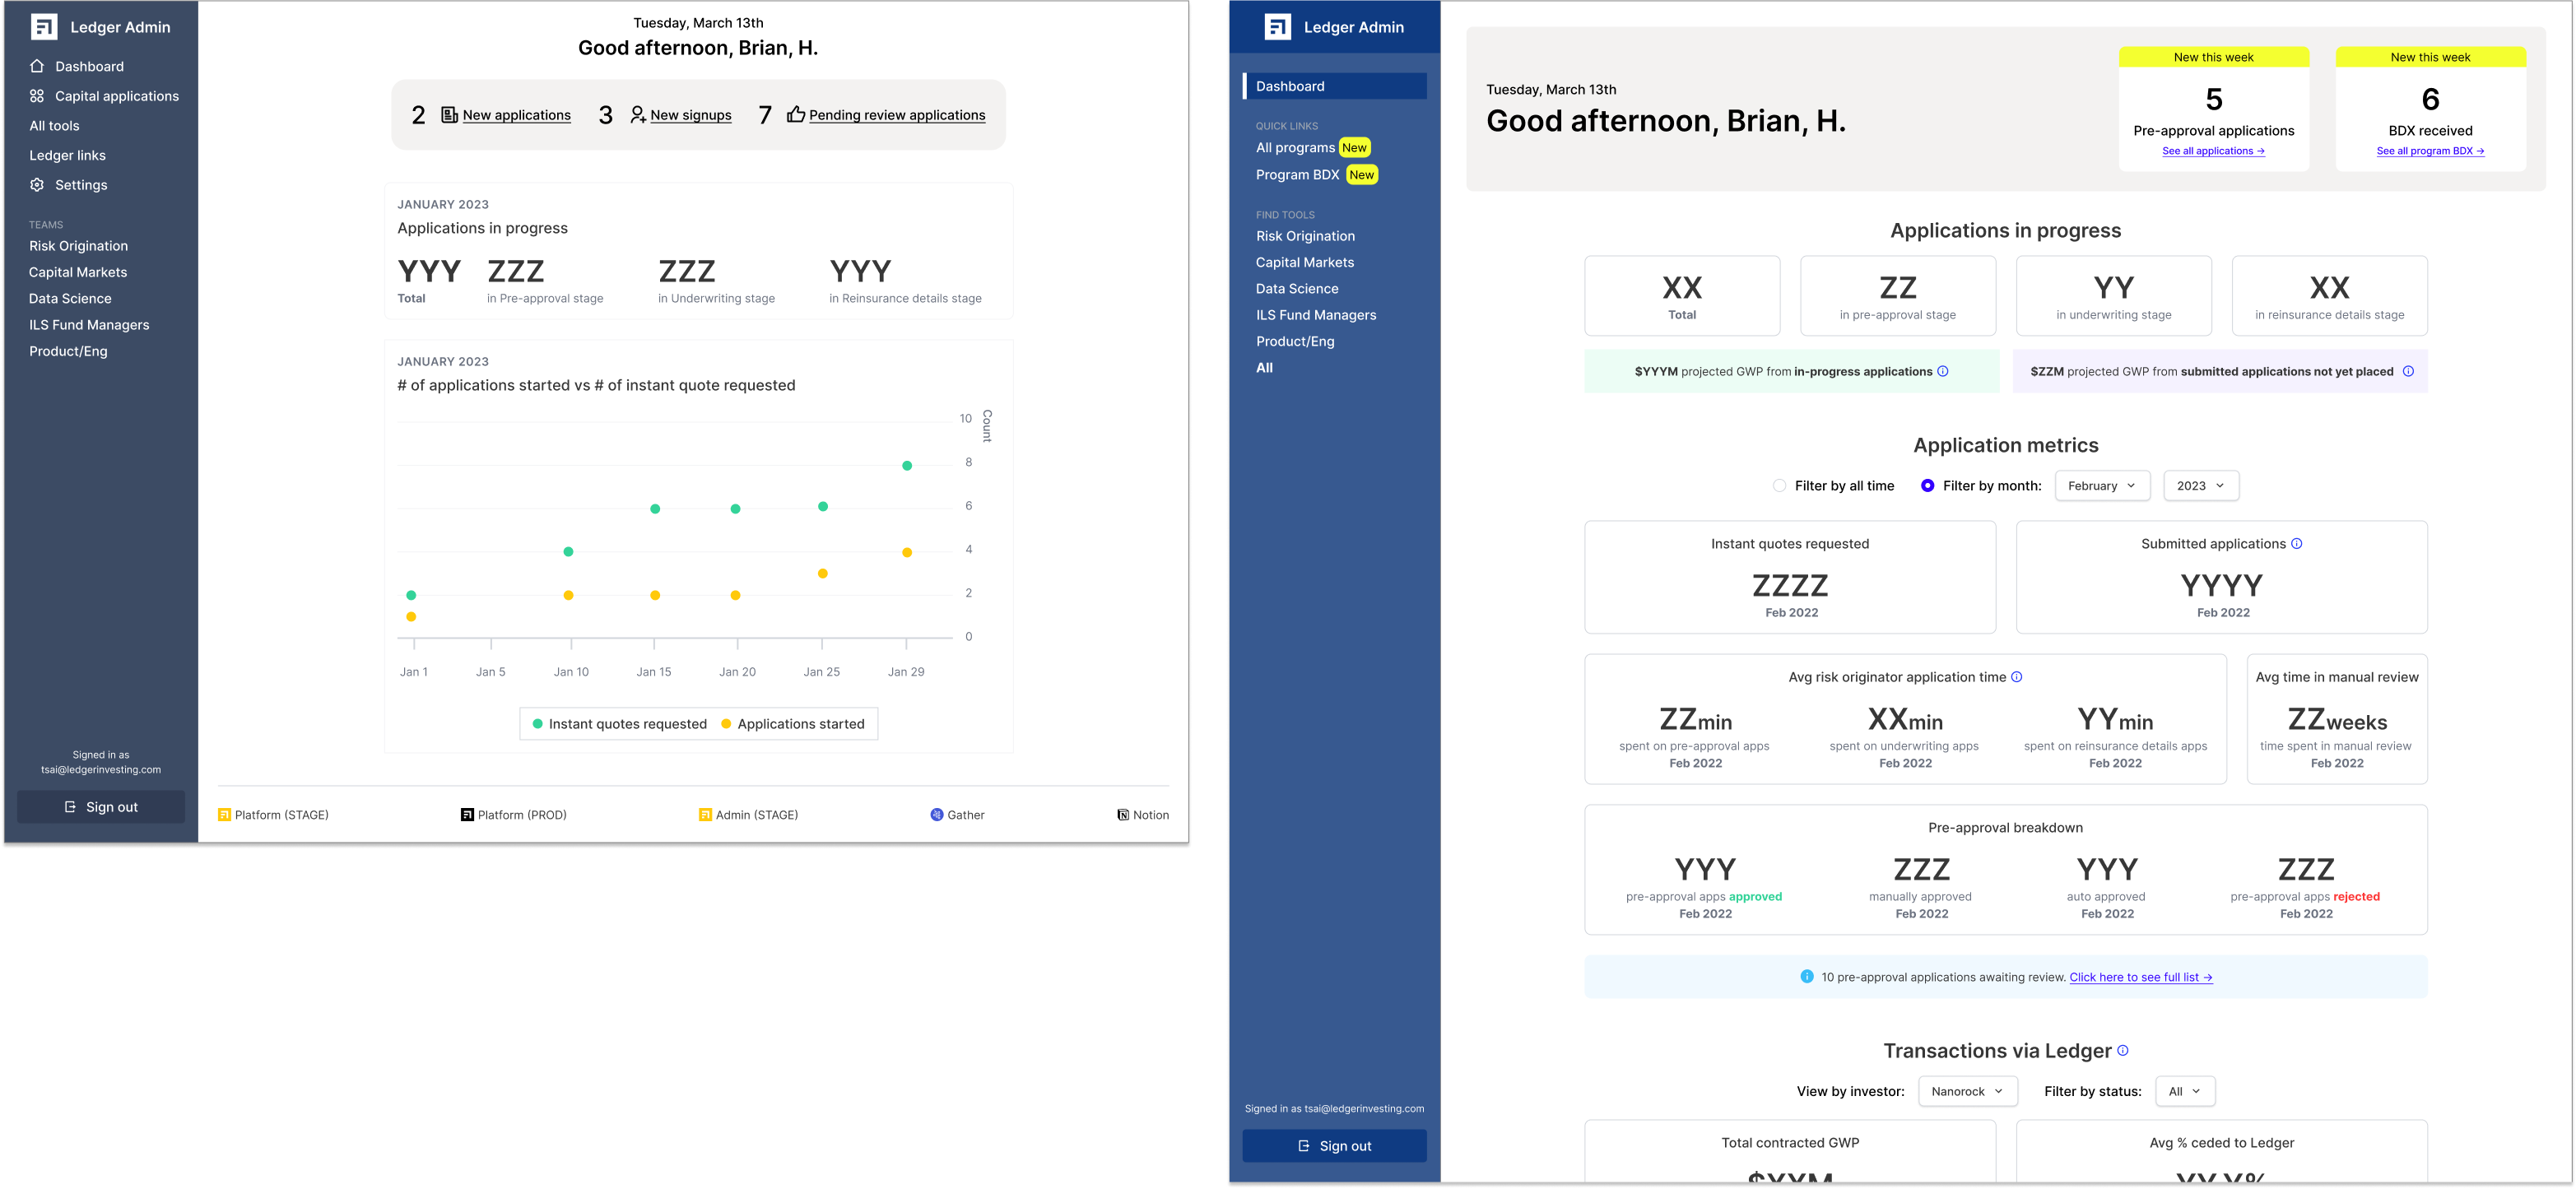 Ledger Admin
Dashboard
Capital applications
All tools
Ledger links
Settings
TEAMS
Risk Origination
Capital Markets
Data Science
ILS Fund Managers
Product/Eng
Signed in as
tsai@ledgerinvesting.com
Sign out
Tuesday, March 13th
Good afternoon, Brian, H.
2 New applications 3 New signups 7 Pending review applications
JANUARY 2023
Applications in progress
YYY ZZZ ZZZ YYY
Total in Pre-approval stage in Underwriting stage in Reinsurance details stage
JANUARY 2023
# of applications started vs # of instant quote requested
Count
10
8
6
4
2
0
Jan 1 Jan 5 Jan 10 Jan 15 Jan 20 Jan 25 Jan 29
Instant quotes requested Applications started
Platform (STAGE) Platform (PROD) Admin (STAGE) Gather Notion
Ledger Admin
Dashboard
QUICK LINKS
All programs New
Program BDX New
FIND TOOLS
Risk Origination
Capital Markets
Data Science
ILS Fund Managers
Product/Eng
All
Signed in as tsai@ledgerinvesting.com
Sign out
Tuesday, March 13th
Good afternoon, Brian, H.
New this week
5
Pre-approval applications
See all applications →
New this week
6
BDX received
See all program BDX →
Applications in progress
XX ZZ YY XX
Total in pre-approval stage in underwriting stage in reinsurance details stage
$YYYM projected GWP from in-progress applications
$ZZM projected GWP from submitted applications not yet placed
Application metrics
Filter by all time Filter by month: February 2023
Instant quotes requested
ZZZZ
Feb 2022
Submitted applications
YYYY
Feb 2022
Avg risk originator application time
ZZmin XXmin YYmin
spent on pre-approval apps spent on underwriting apps spent on reinsurance details apps
Feb 2022 Feb 2022 Feb 2022
Avg time in manual review
ZZweeks
time spent in manual review
Feb 2022
Pre-approval breakdown
YYY ZZZ YYY ZZZ
pre-approval apps approved manually approved auto approved pre-approval apps rejected
Feb 2022 Feb 2022 Feb 2022 Feb 2022
10 pre-approval applications awaiting review. Click here to see full list →
Transactions via Ledger
View by investor: Nanorock Filter by status: All
Total contracted GWP
$XXM
Avg % ceded to Ledger
YY.Y%